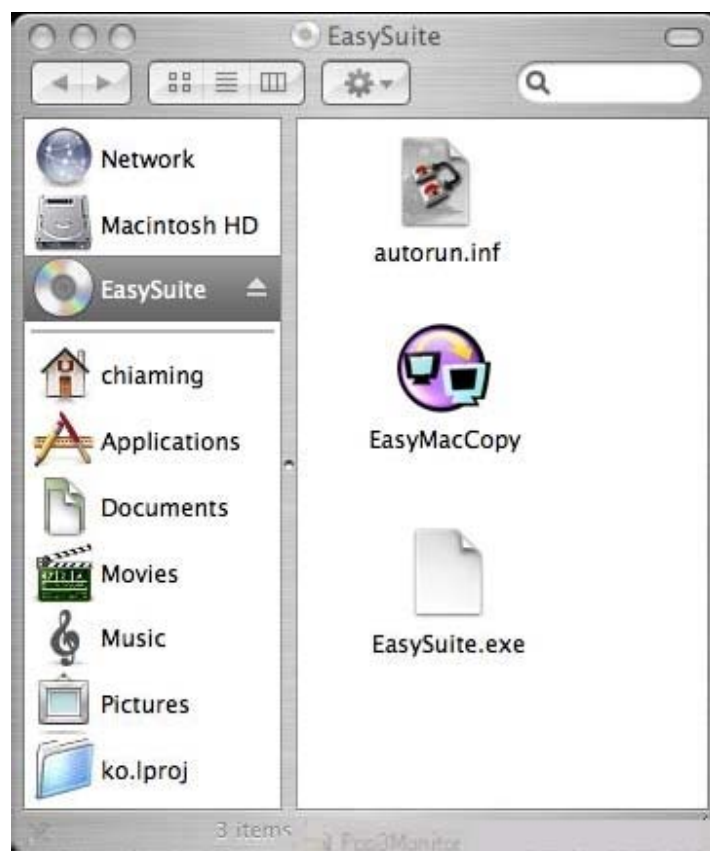 EasySuite
Network
Macintosh HD
EasySuite
chiaming
Applications
Documents
Movies
Music
Pictures
ko.lproj
autorun.inf
EasyMacCopy
EasySuite.exe
3 items
Pop3Monitor